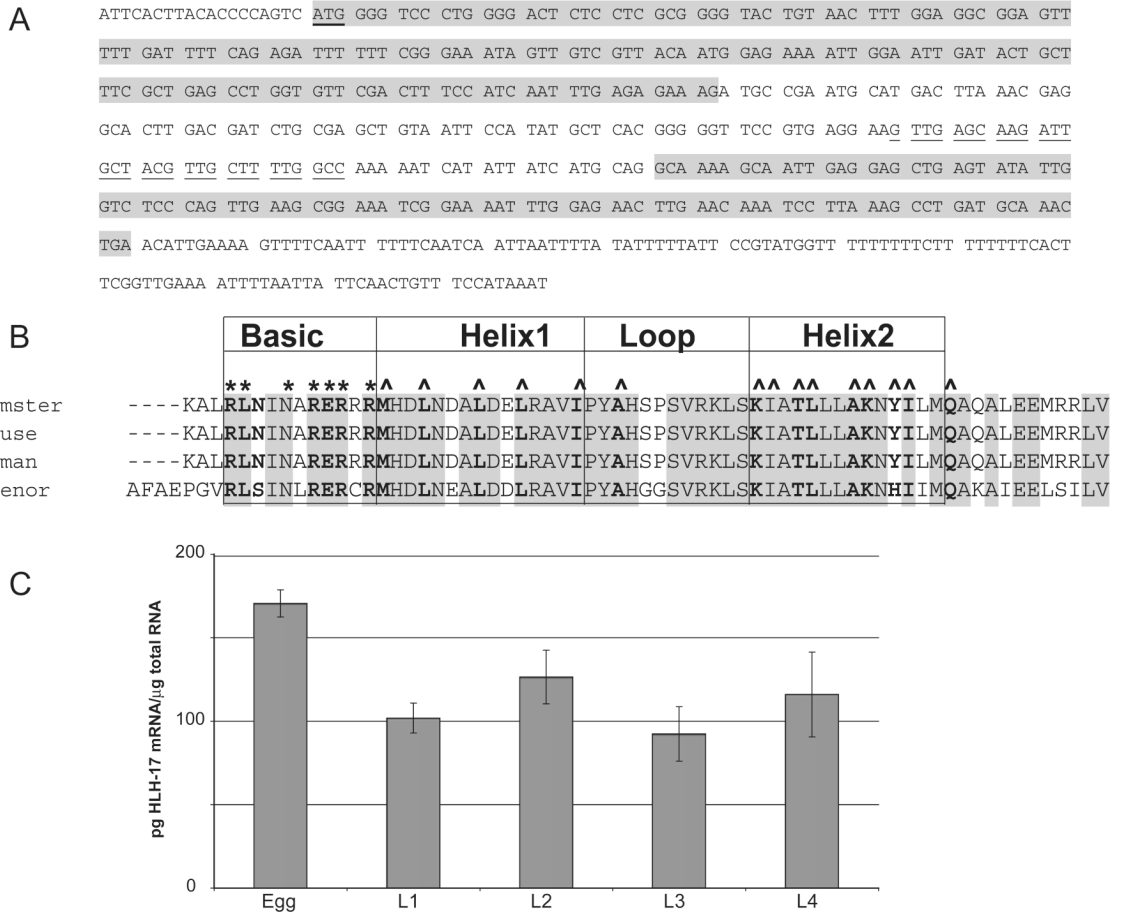 A
ATTCACTTACACCCCAGTC ATG GGG TCC CTG GGG ACT CTC CTC GCG GGG TAC TGT AAC TTT GGA GGC GGA GTT
TTT GAT TTT CAG AGA TTT TTT CGG GAA ATA GTT GTC GTT ACA ATG GAG AAA ATT GGA ATT GAT ACT GCT
TTC GCT GAG CCT GGT GTT CGA CTT TCC ATC AAT TTG AGA GAA AGA TGC CGA ATG CAT GAC TTA AAC GAG
GCA CTT GAC GAT CTG CGA GCT GTA ATT CCA TAT GCT CAC GGG GGT TCC GTG AGG AAG TTG AGC AAG ATT
GCT ACG TTG CTT TTG GCC AAA AAT CAT ATT ATC ATG CAG GCA AAA GCA ATT GAG GAG CTG AGT ATA TTG
GTC TCC CAG TTG AAG CGG AAA TCG GAA AAT TTG GAG AAC TTG AAC AAA TCC TTA AAG CCT GAT GCA AAC
TGA ACATTGAAAA GTTTTCAATT TTTTCAATCA ATTAATTTTA TATTTTTATT CCGTATGGTT TTTTTTTCTT TTTTTTCACT
TCGGTTGAAA ATTTTAATTA TTCAACTGTT TCCATAAAT
B
Basic Helix1 Loop Helix2
** * *** *^ ^ ^ ^ ^ ^ ^^ ^^ ^^ ^^ ^
mster ----KALRLNINARERRRMHDLNDALDELRAVIPYAHSPSVRKLSKIATLLLAKNYILMQAQALEEMRRLV
use ----KALRLNINARERRRMHDLNDALDELRAVIPYAHSPSVRKLSKIATLLLAKNYILMQAQALEEMRRLV
man ----KALRLNINARERRRMHDLNDALDELRAVIPYAHSPSVRKLSKIATLLLAKNYILMQAQALEEMRRLV
enor AFAEPGVRLSINLRERCRMHDLNEALDDLRAVIPYAHGGSVRKLSKIATLLLAKNHIIMQAKAIEELSILV
C
pg HLH-17 mRNA/µg total RNA
200
100
0
Egg L1 L2 L3 L4